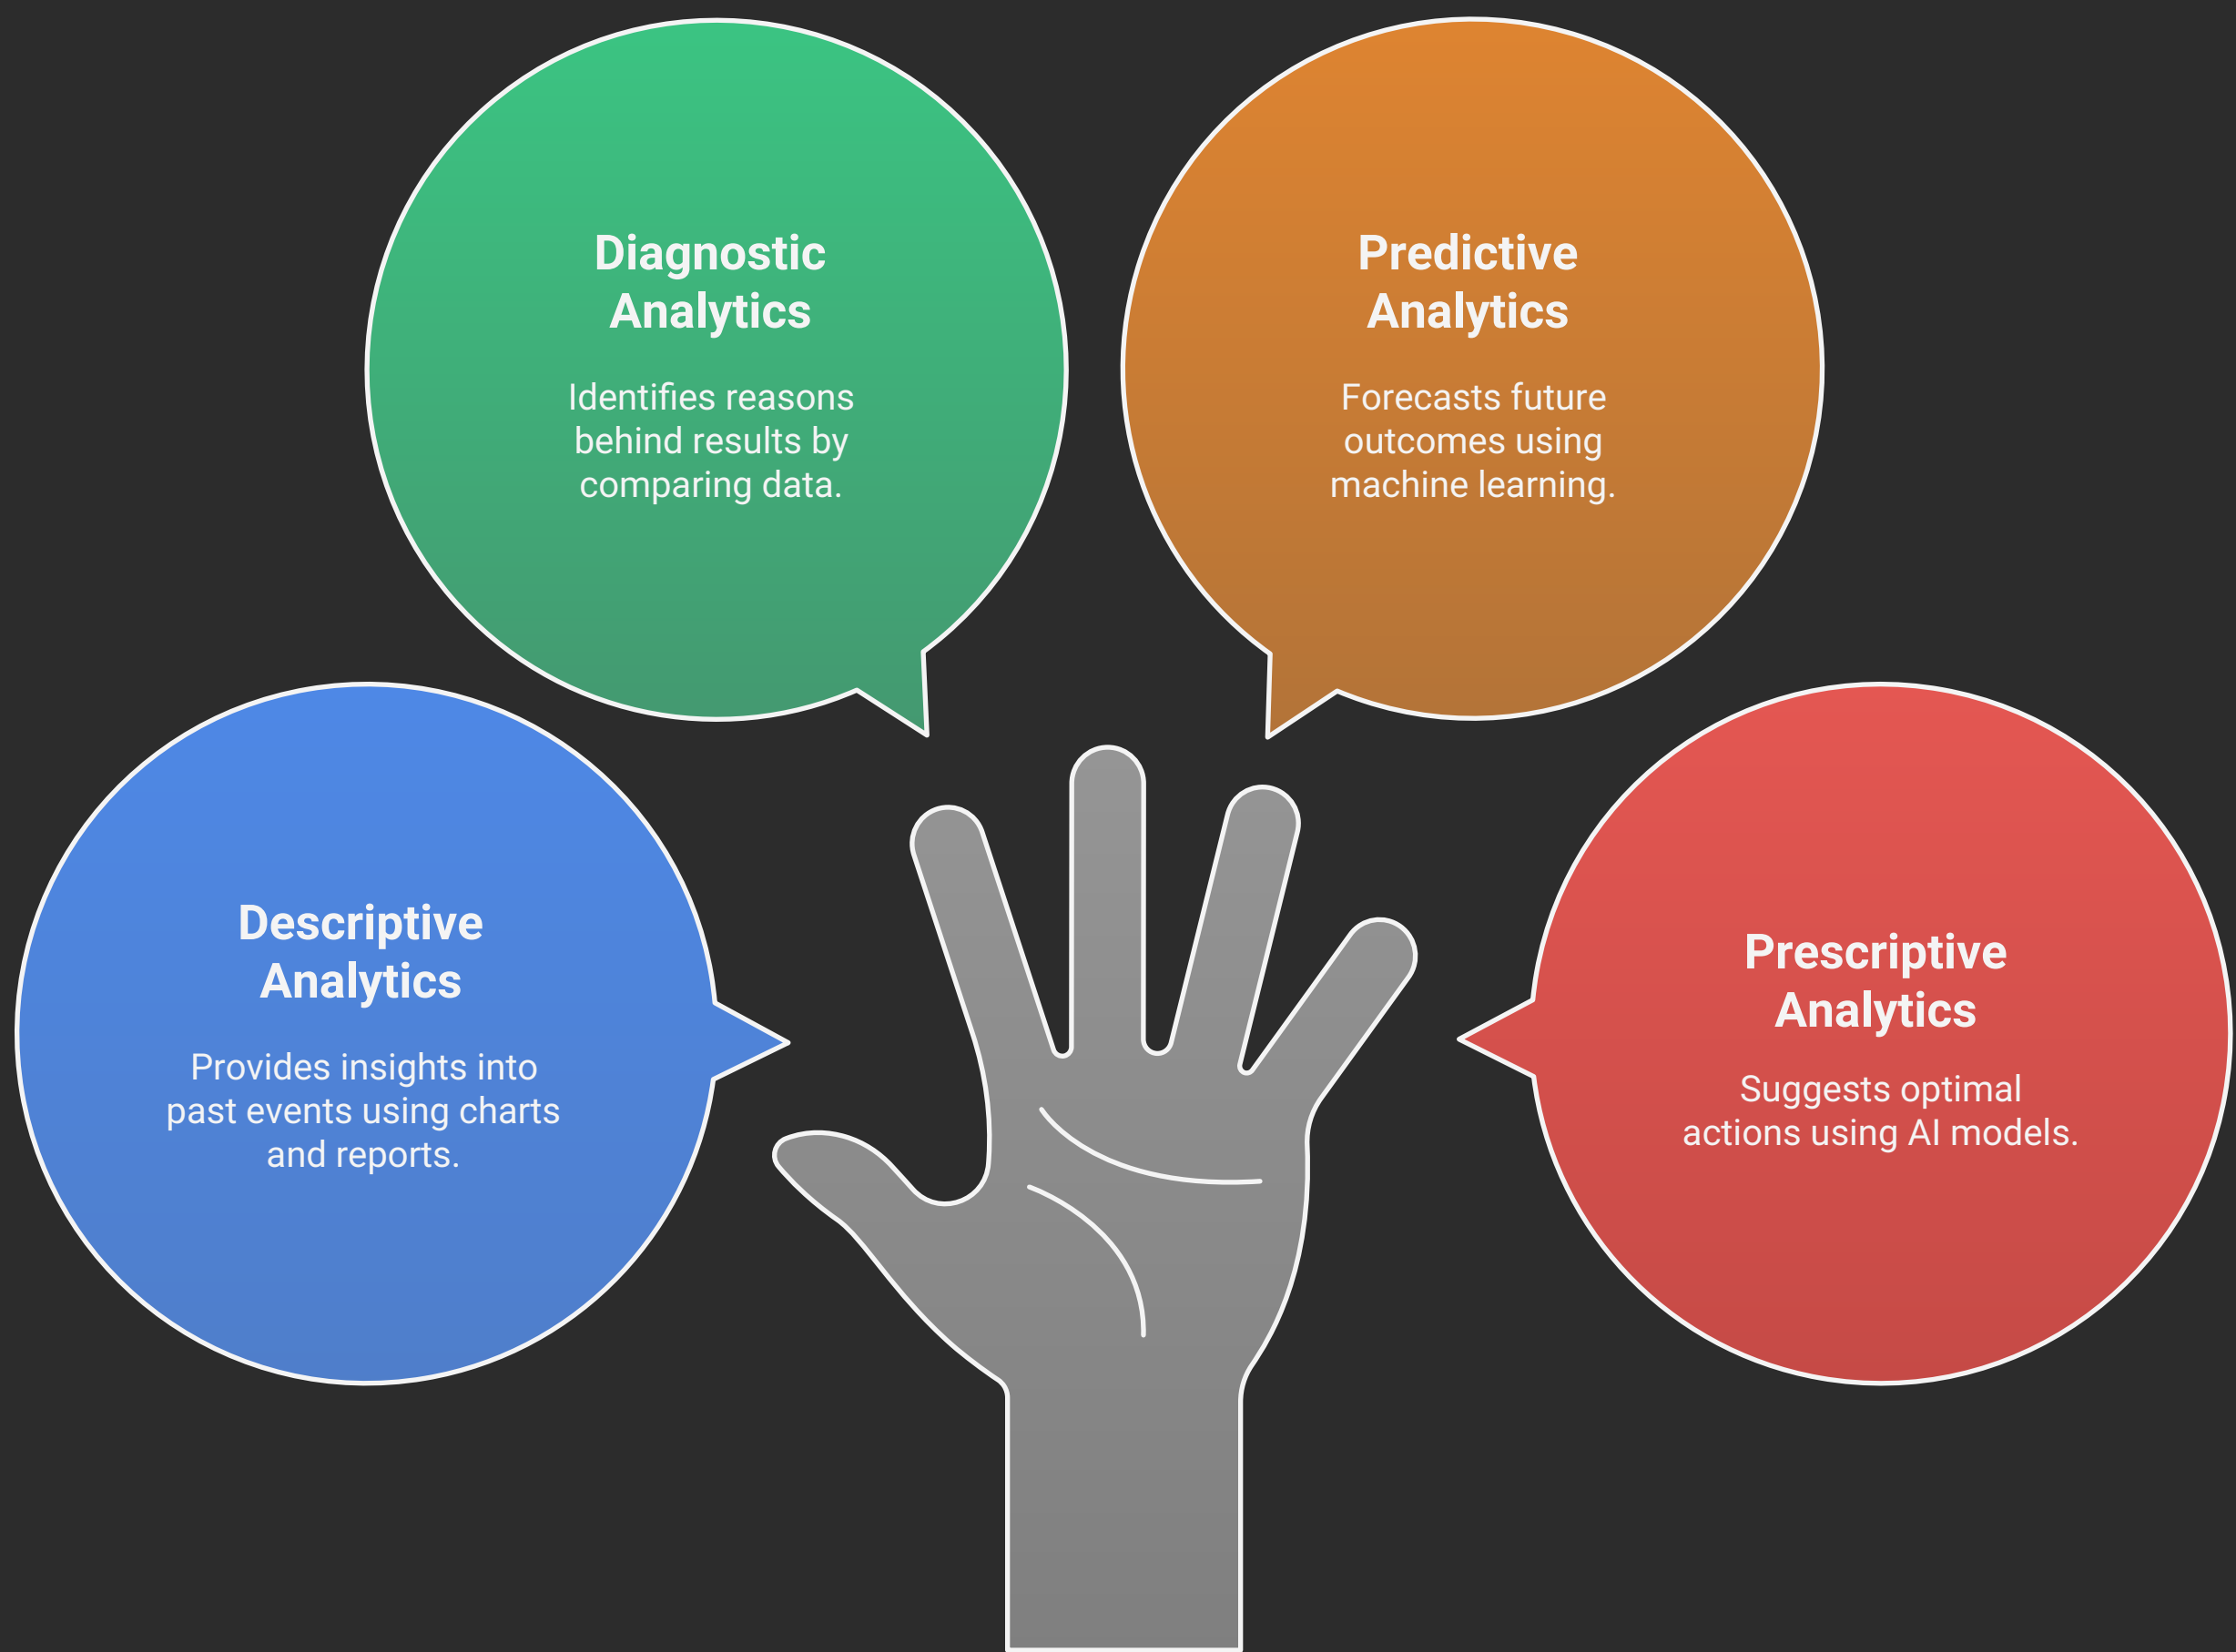 Diagnostic
Analytics
Identifies reasons
behind results by
comparing data.
Predictive
Analytics
Forecasts future
outcomes using
machine learning.
Descriptive
Analytics
Provides insights into
past events using charts
and reports.
Prescriptive
Analytics
Suggests optimal
actions using AI models.